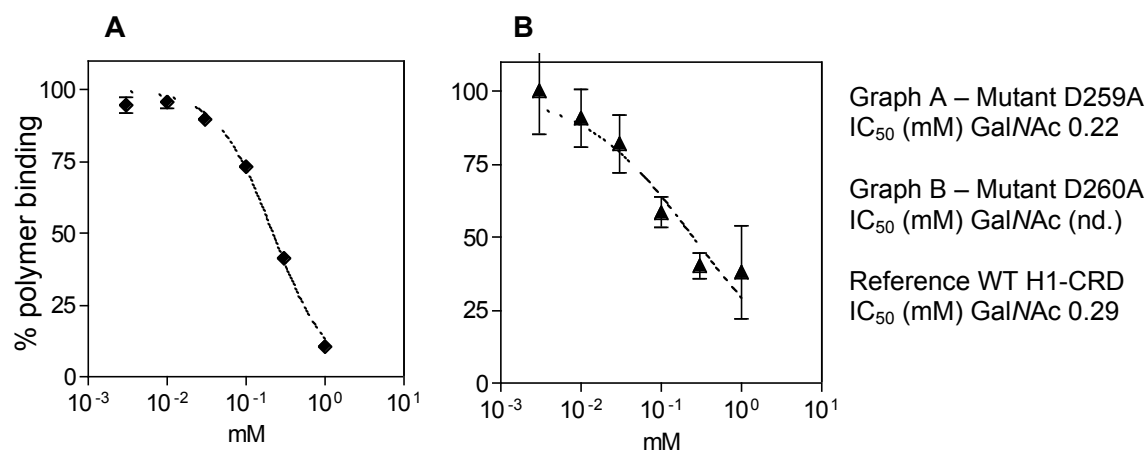 A
% polymer binding
100
75
50
25
0
10⁻³ 10⁻² 10⁻¹ 10⁰ 10¹
mM
B
100
75
50
25
0
10⁻³ 10⁻² 10⁻¹ 10⁰ 10¹
mM
Graph A – Mutant D259A
IC₅₀ (mM) GalNAc 0.22
Graph B – Mutant D260A
IC₅₀ (mM) GalNAc (nd.)
Reference WT H1-CRD
IC₅₀ (mM) GalNAc 0.29